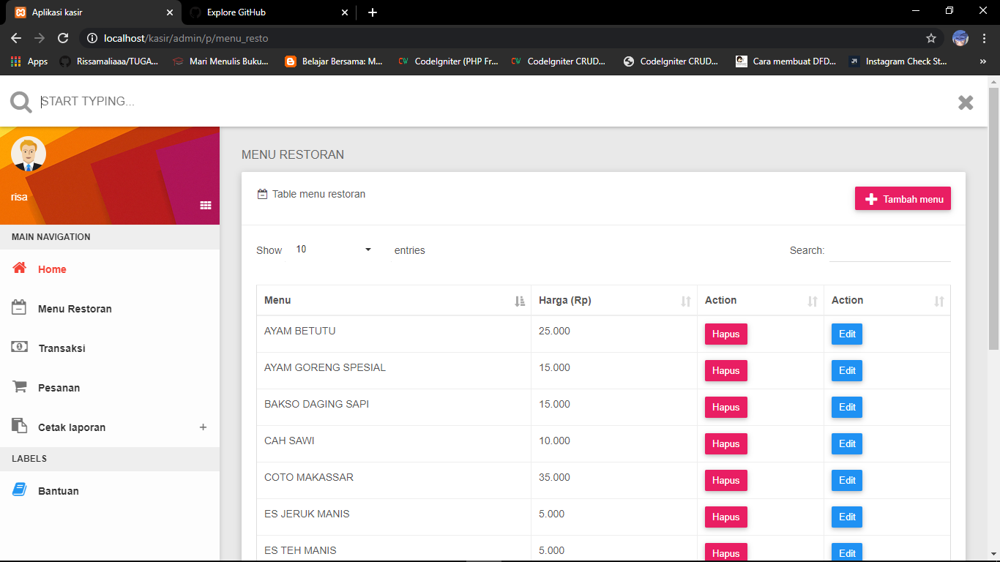 Aplikasi kasir
Explore GitHub
localhost/kasir/admin/p/menu_resto
Apps Rissamaliaaa/TUGA... Mari Menulis Buku... Belajar Bersama: M... CodeIgniter (PHP Fr... CodeIgniter CRUD... CodeIgniter CRUD... Cara membuat DFD... Instagram Check St... »
START TYPING...
risa
MAIN NAVIGATION
Home
Menu Restoran
Transaksi
Pesanan
Cetak laporan +
LABELS
Bantuan
MENU RESTORAN
Table menu restoran
Tambah menu
Show 10 entries
Search:
Menu Harga (Rp) Action Action
AYAM BETUTU 25.000 Hapus Edit
AYAM GORENG SPESIAL 15.000 Hapus Edit
BAKSO DAGING SAPI 15.000 Hapus Edit
CAH SAWI 10.000 Hapus Edit
COTO MAKASSAR 35.000 Hapus Edit
ES JERUK MANIS 5.000 Hapus Edit
ES TEH MANIS 5.000 Hapus Edit